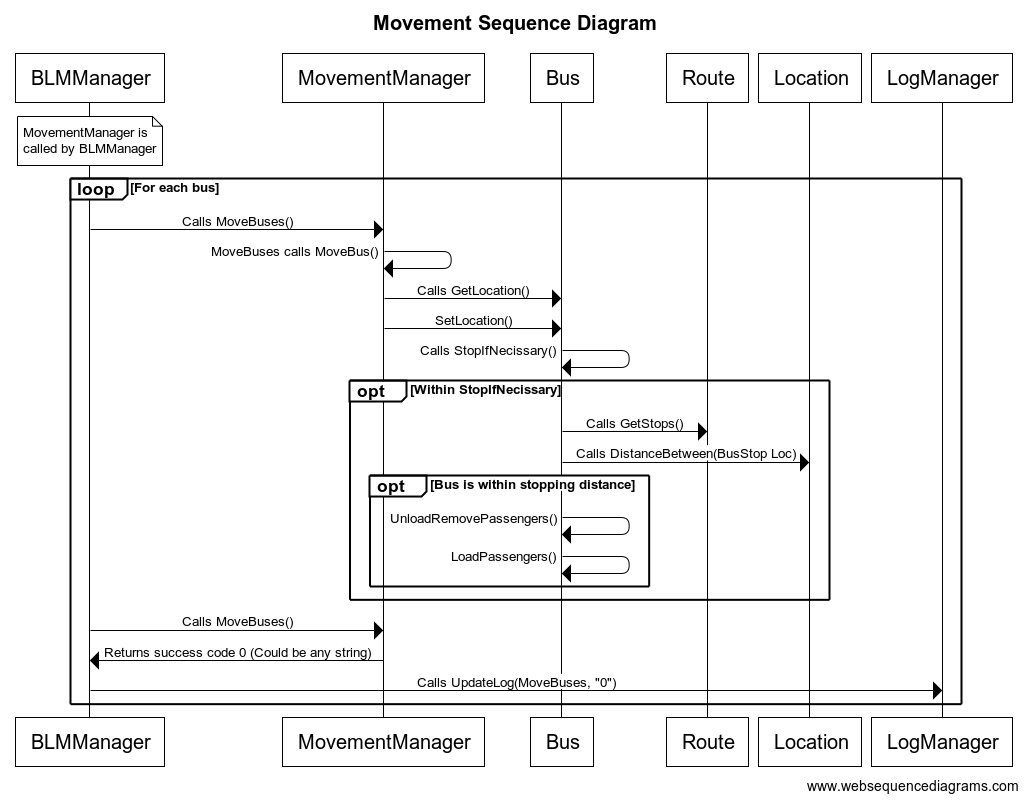 Movement Sequence Diagram
BLMManager
MovementManager
Bus
Route
Location
LogManager
MovementManager is
called by BLMManager
loop
[For each bus]
Calls MoveBuses()
MoveBuses calls MoveBus()
Calls GetLocation()
SetLocation()
Calls StopIfNecissary()
opt
[Within StopIfNecissary]
Calls GetStops()
Calls DistanceBetween(BusStop Loc)
opt
[Bus is within stopping distance]
UnloadRemovePassengers()
LoadPassengers()
Calls MoveBuses()
Returns success code 0 (Could be any string)
Calls UpdateLog(MoveBuses, "0")
BLMManager
MovementManager
Bus
Route
Location
LogManager
www.websequencediagrams.com